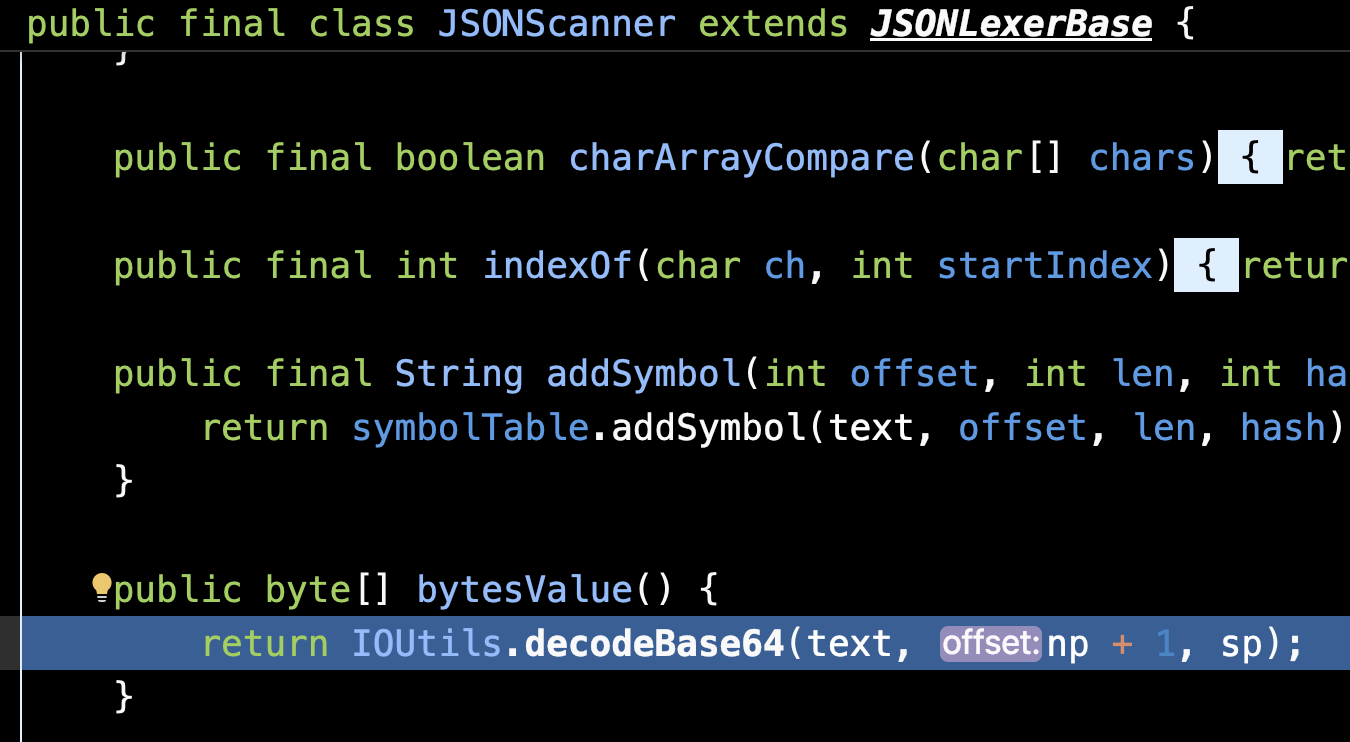 public final class JSONScanner extends JSONLexerBase {
}
public final boolean charArrayCompare(char[] chars) { ret
public final int indexOf(char ch, int startIndex) { retur
public final String addSymbol(int offset, int len, int ha
return symbolTable.addSymbol(text, offset, len, hash)
}
public byte[] bytesValue() {
return IOUtils.decodeBase64(text, offset: np + 1, sp);
}